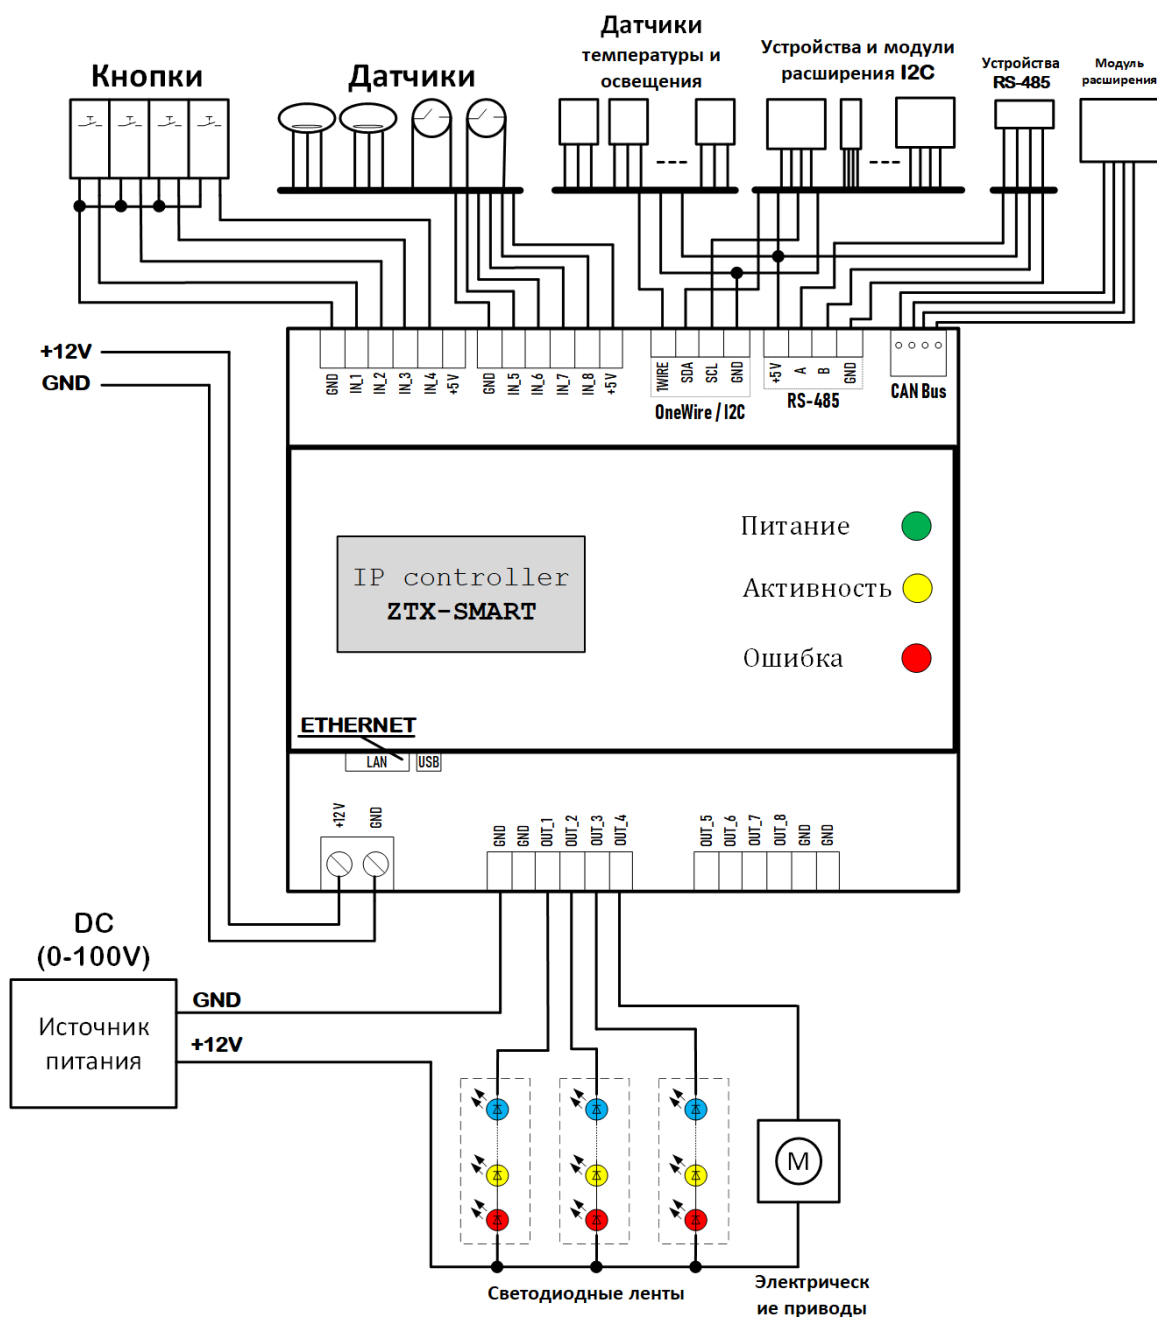 Кнопки
Датчики
Датчики
температуры и
освещения
Устройства и модули
расширения I2C
Устройства
RS-485
Модуль
расширения
+12V
GND
GND
IN_1
IN_2
IN_3
IN_4
+5V
GND
IN_5
IN_6
IN_7
IN_8
+5V
1WIRE
SDA
SCL
GND
OneWire / I2C
+5V
A
B
GND
RS-485
CAN Bus
IP controller
ZTX-SMART
Питание
Активность
Ошибка
ETHERNET
LAN
USB
+12V
GND
GND
GND
OUT_1
OUT_2
OUT_3
OUT_4
OUT_5
OUT_6
OUT_7
OUT_8
GND
GND
DC
(0-100V)
Источник
питания
GND
+12V
M
Светодиодные ленты
Электрическ
ие приводы